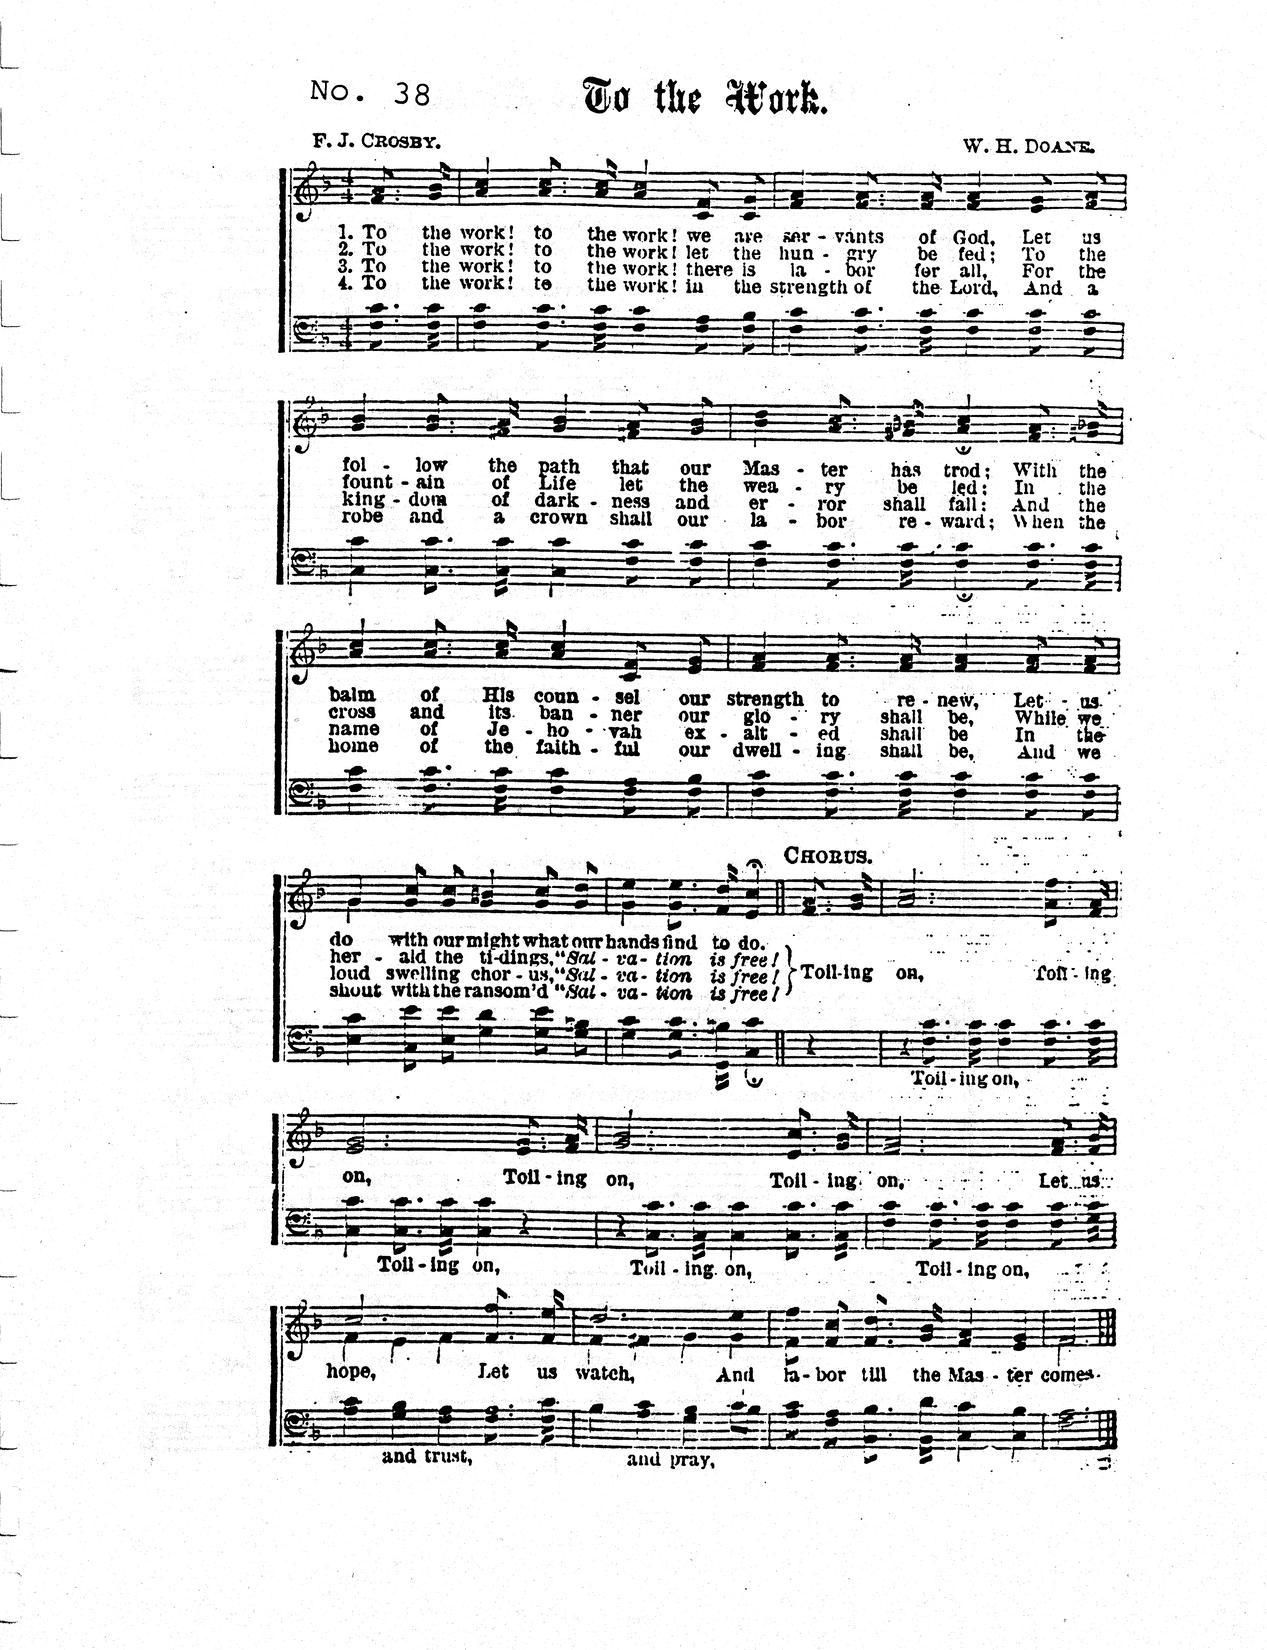 No. 38 To the Work.
F. J. CROSBY. W. H. DOANE.
1. To the work! to the work! we are ser - vants of God, Let us
2. To the work! to the work! let the hun - gry be fed; To the
3. To the work! to the work! there is la - bor for all, For the
4. To the work! to the work! in the strength of the Lord, And a
fol - low the path that our Mas - ter has trod; With the
fount - ain of Life let the wea - ry be led; In the
king - dom of dark - ness and er - ror shall fall; And the
robe and a crown shall our la - bor re - ward; When the
balm of His coun - sel our strength to re - new, Let us
cross and its ban - ner our glo - ry shall be, While we
name of Je - ho - vah ex - alt - ed shall be In the
home of the faith - ful our dwell - ing shall be, And we
CHORUS.
do with our might what our hands find to do.
her - ald the ti-dings, "Sal - va - tion is free!
loud swelling chor - us, "Sal - va - tion is free! Toil-ing on, Toil - ing
shout with the ransom'd "Sal - va - tion is free!
Toil - ing on,
on, Toil - ing on, Toil - ing on, Let us
Toil - ing on, Toil - ing on, Toil - ing on,
hope, Let us watch, And la - bor till the Mas - ter comes.
and trust, and pray,